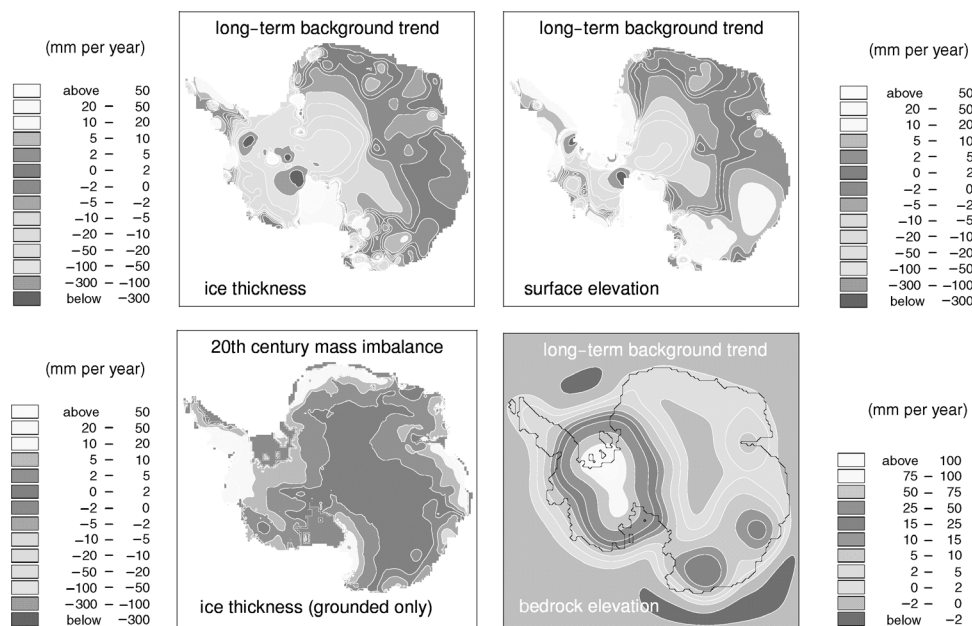 long−term background trend
(mm per year)
above 50
20 − 50
10 − 20
5 − 10
2 − 5
0 − 2
−2 − 0
−5 − −2
−10 − −5
−20 − −10
−50 − −20
−100 − −50
−300 − −100
below −300
ice thickness
long−term background trend
(mm per year)
above 50
20 − 50
10 − 20
5 − 10
2 − 5
0 − 2
−2 − 0
−5 − −2
−10 − −5
−20 − −10
−50 − −20
−100 − −50
−300 − −100
below −300
surface elevation
20th century mass imbalance
(mm per year)
above 50
20 − 50
10 − 20
5 − 10
2 − 5
0 − 2
−2 − 0
−5 − −2
−10 − −5
−20 − −10
−50 − −20
−100 − −50
−300 − −100
below −300
ice thickness (grounded only)
long−term background trend
(mm per year)
above 100
75 − 100
50 − 75
25 − 50
15 − 25
10 − 15
5 − 10
2 − 5
0 − 2
−2 − 0
below −2
bedrock elevation